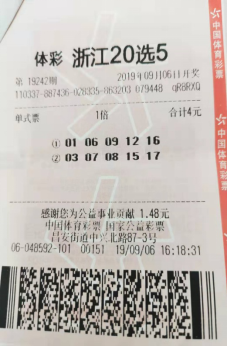 体彩 浙江20选5
第 19242期 2019年09月06日开奖
110337-887436-028335-063203 079448 qR8RXQ
单式票 1倍 合计4元
① 01 06 09 12 16
② 03 07 08 15 17
感谢您为公益事业贡献 1.48元
中国体育彩票 国家公益彩票
昌安街道中兴北路87-3号
06-048592-101 00151 19/09/06 16:18:31
中国体育彩票
中国体育彩票